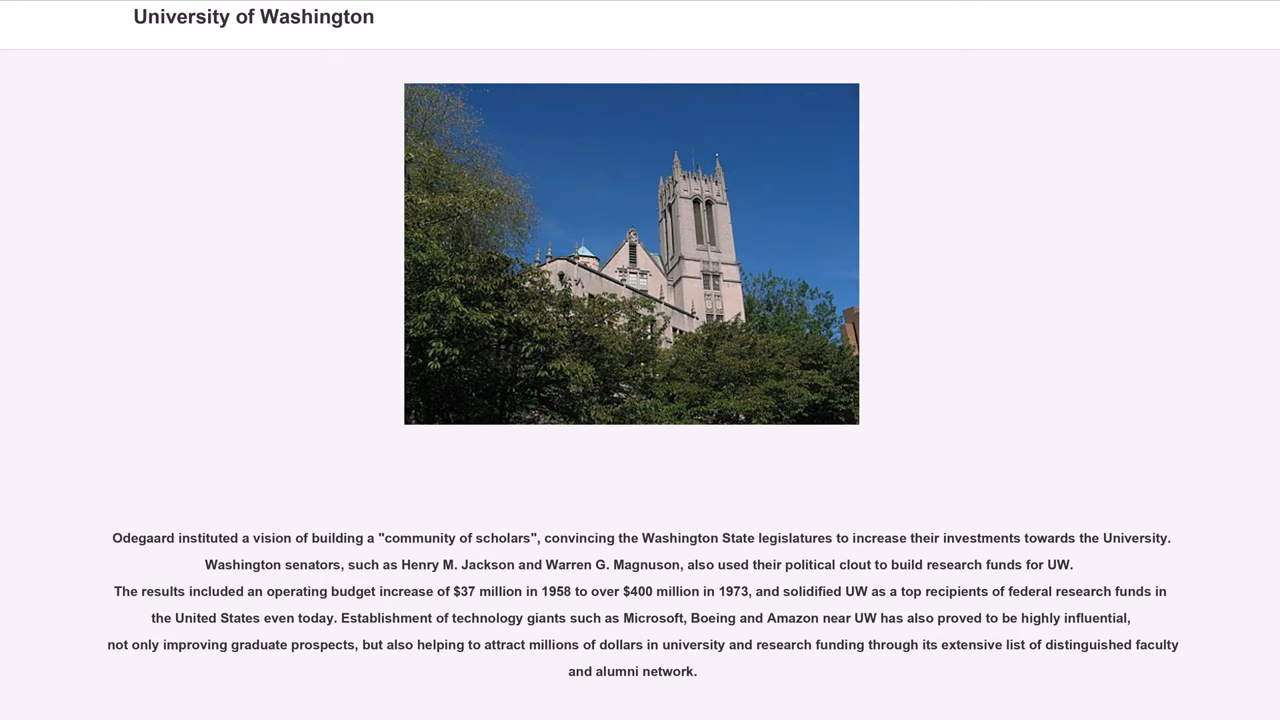 University of Washington
Odegaard instituted a vision of building a "community of scholars", convincing the Washington State legislatures to increase their investments towards the University.
Washington senators, such as Henry M. Jackson and Warren G. Magnuson, also used their political clout to build research funds for UW.
The results included an operating budget increase of $37 million in 1958 to over $400 million in 1973, and solidified UW as a top recipients of federal research funds in
the United States even today. Establishment of technology giants such as Microsoft, Boeing and Amazon near UW has also proved to be highly influential,
not only improving graduate prospects, but also helping to attract millions of dollars in university and research funding through its extensive list of distinguished faculty
and alumni network.